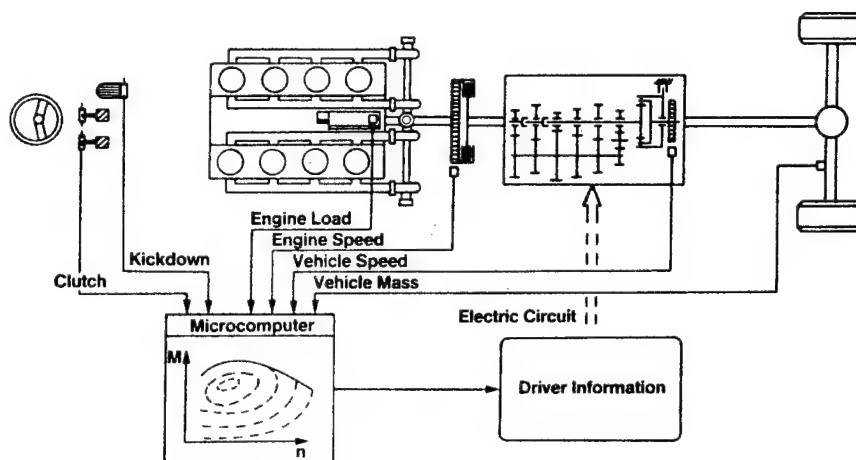 Engine Load
Engine Speed
Kickdown
Vehicle Speed
Clutch
Vehicle Mass
Electric Circuit
Microcomputer
M
n
Driver Information